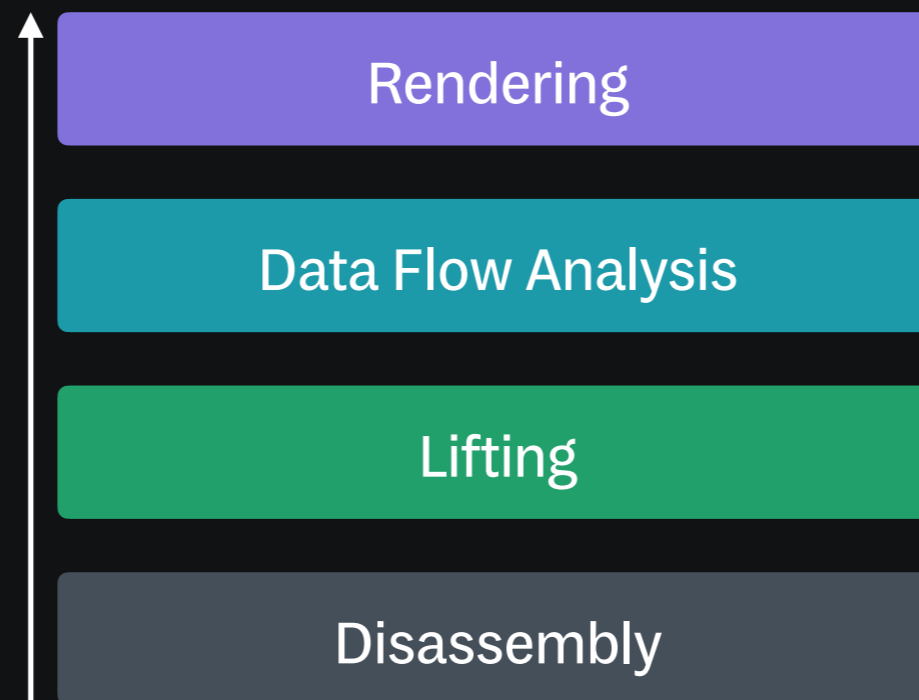 Rendering
Data Flow Analysis
Lifting
Disassembly